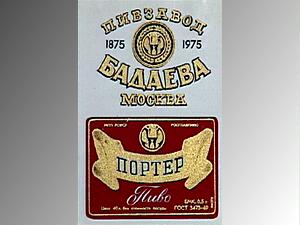 ПИВЗАВОД
1875 1975
БАДАЕВА
МОСКВА
ПОРТЕР
Пиво
ГОСТ 3473-69